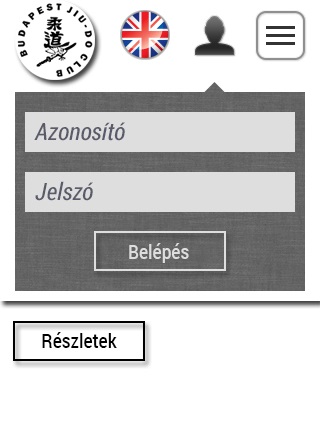 BUDAPEST JIU-DO CLUB
柔道
Azonosító
Jelszó
Belépés
Részletek